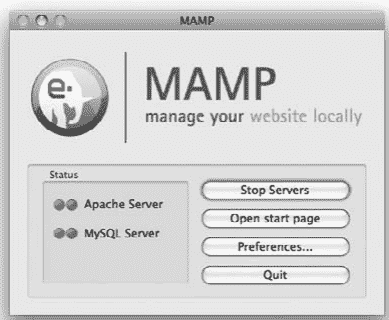 MAMP
e.
MAMP
manage your website locally
Status
Apache Server
MySQL Server
Stop Servers
Open start page
Preferences...
Quit